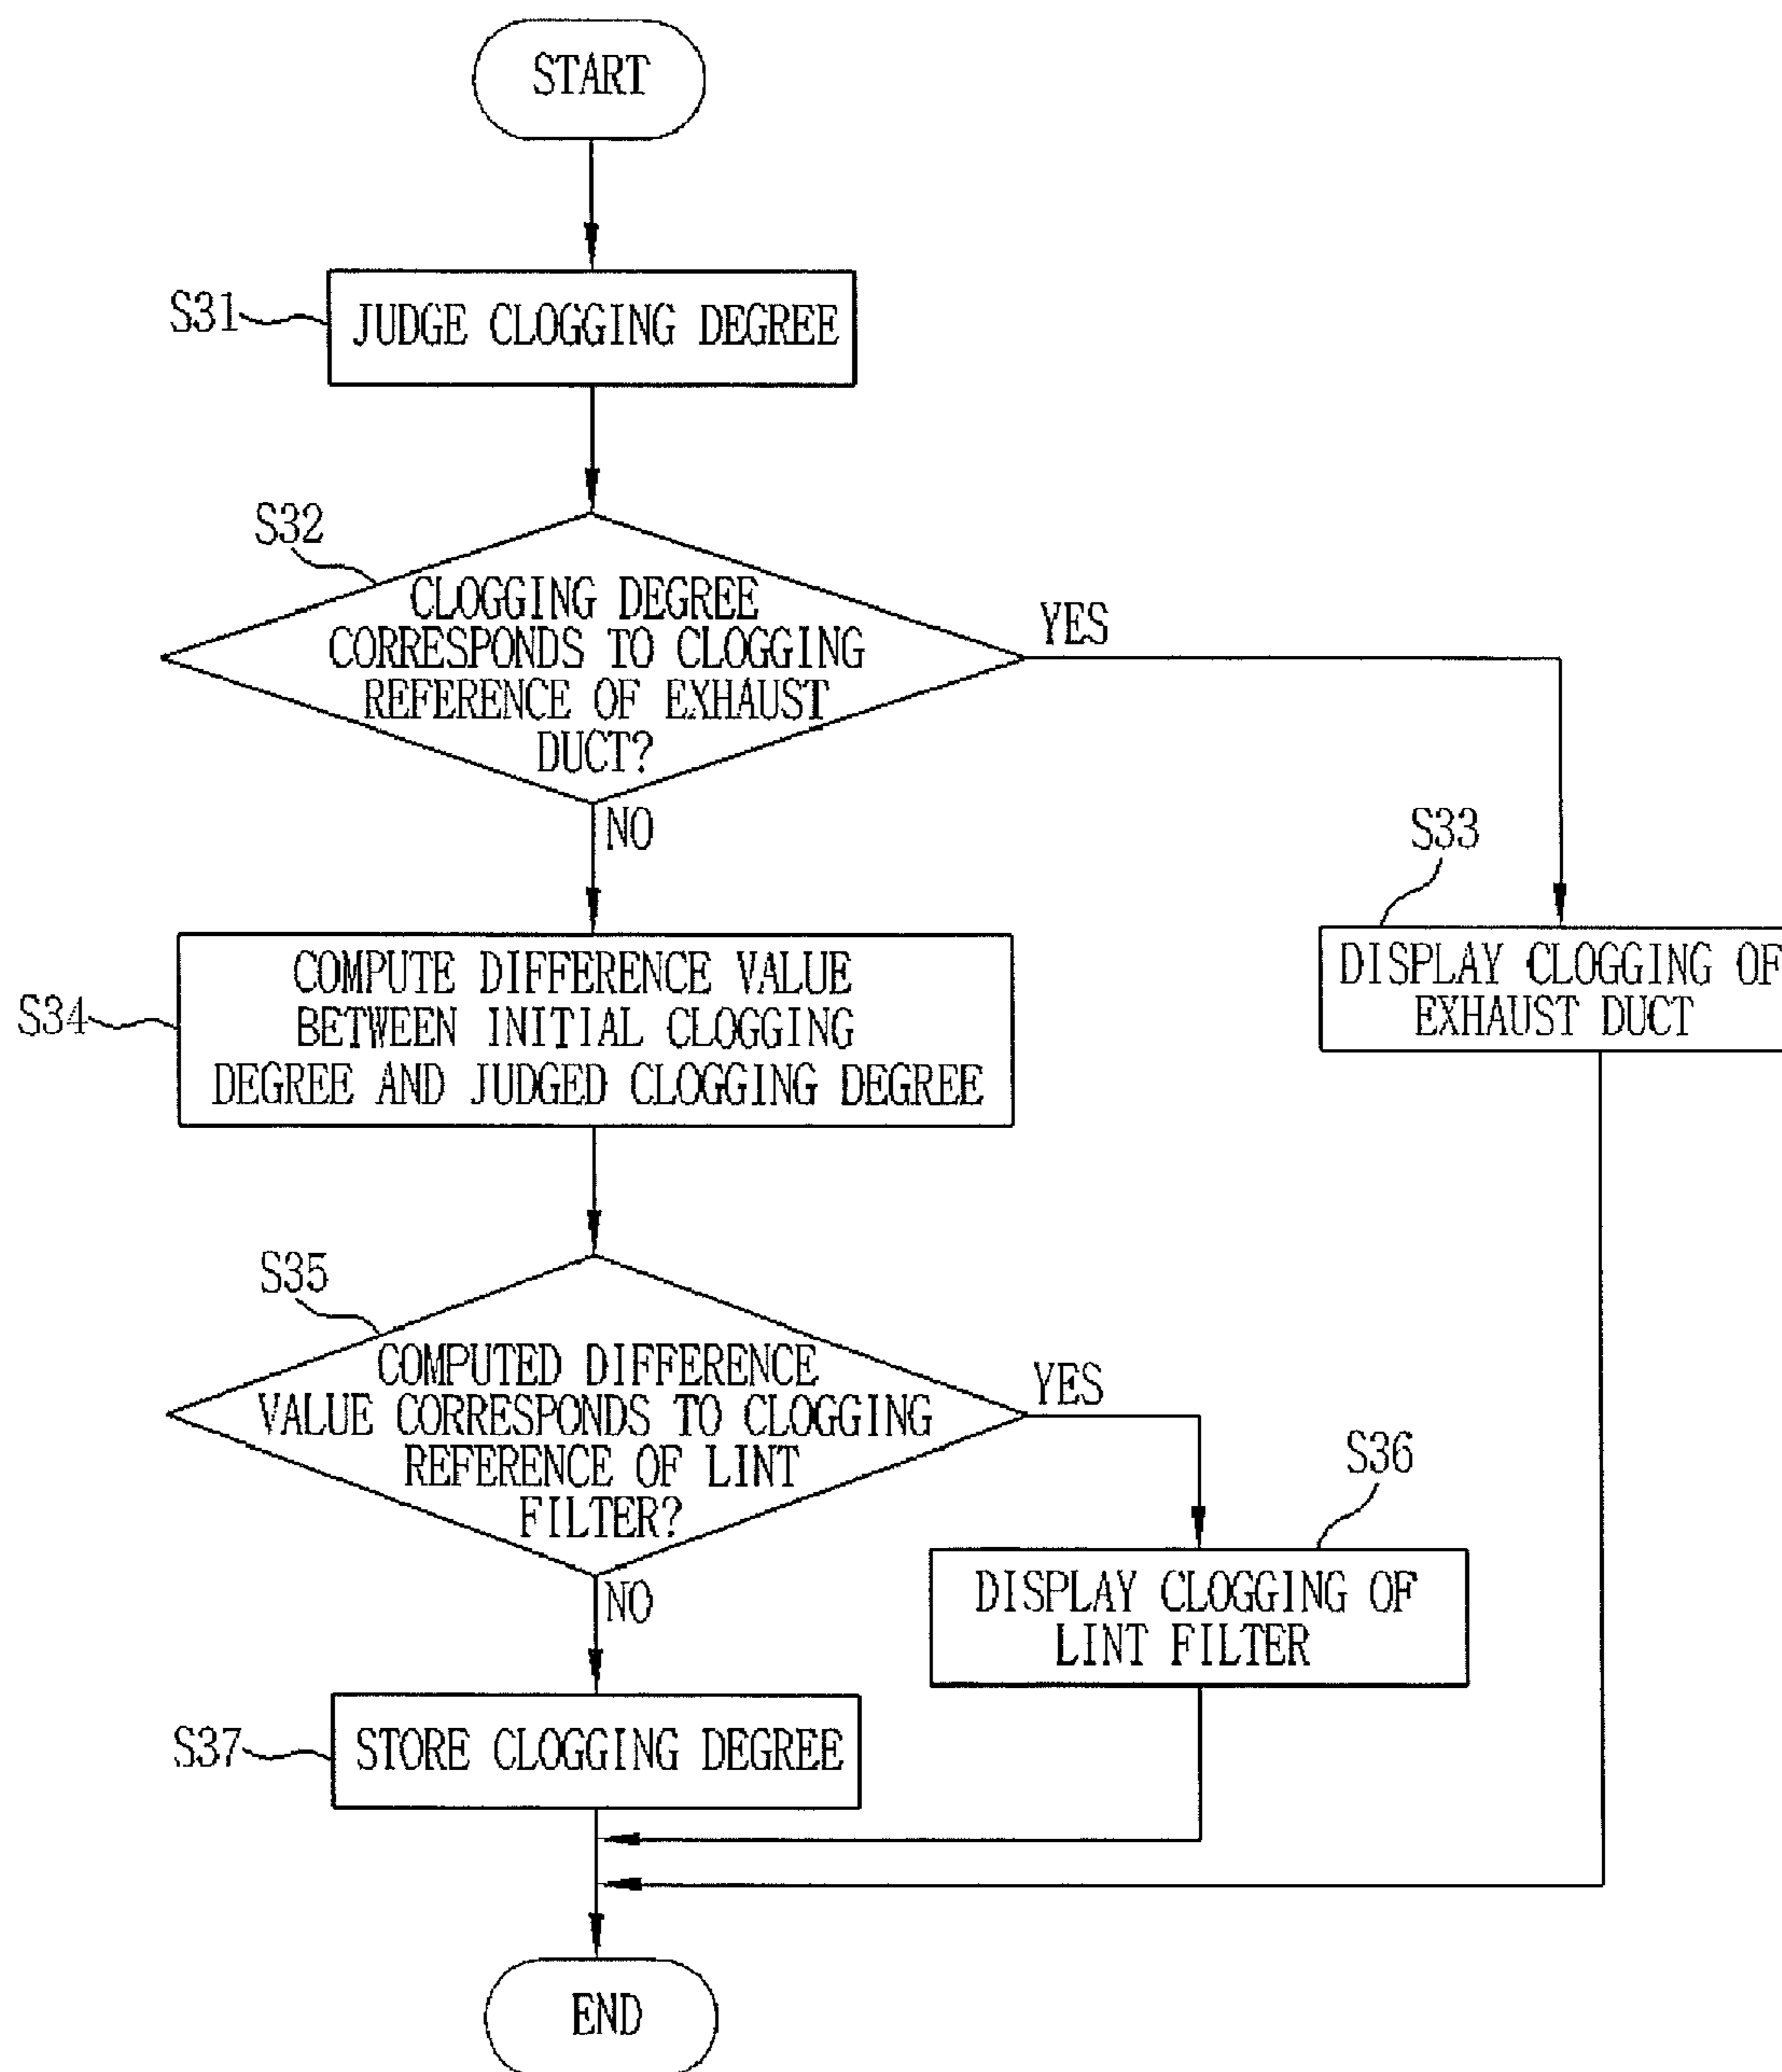 START
S31
JUDGE CLOGGING DEGREE
S32
CLOGGING DEGREE
CORRESPONDS TO CLOGGING
REFERENCE OF EXHAUST
DUCT?
YES
NO
S33
DISPLAY CLOGGING OF
EXHAUST DUCT
S34
COMPUTE DIFFERENCE VALUE
BETWEEN INITIAL CLOGGING
DEGREE AND JUDGED CLOGGING DEGREE
S35
COMPUTED DIFFERENCE
VALUE CORRESPONDS TO CLOGGING
REFERENCE OF LINT
FILTER?
YES
NO
S36
DISPLAY CLOGGING OF
LINT FILTER
S37
STORE CLOGGING DEGREE
END